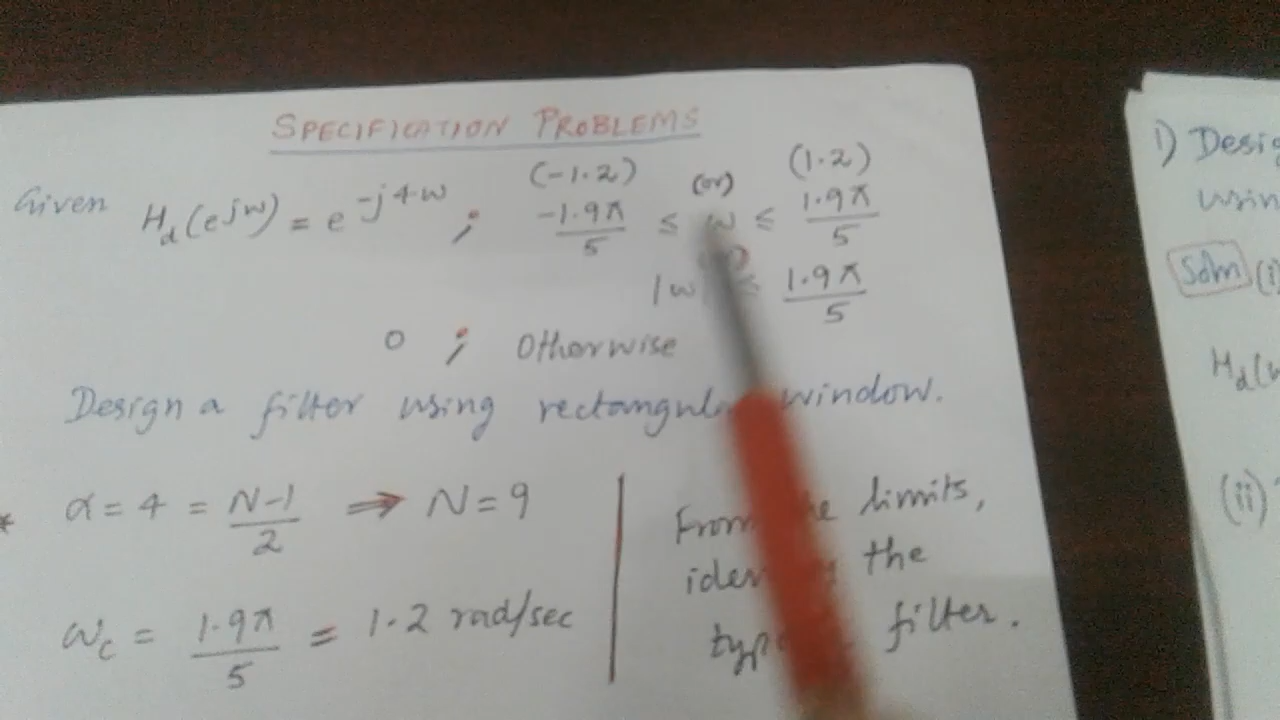 SPECIFICATION PROBLEMS
(-1.2) (or) (1.2)
Given H_d(e^jw) = e^-j4w ; -1.9π/5 ≤ w ≤ 1.9π/5
|w| ≤ 1.9π/5
0 ; Otherwise
Design a filter using window.
* α = 4 = N-1/2 ⇒ N = 9
ω_c = 1.9π/5 = 1.2 rad/sec
limits,
the
filter.
1) Desig
usin
Soln (i)
H_d(w
(ii)